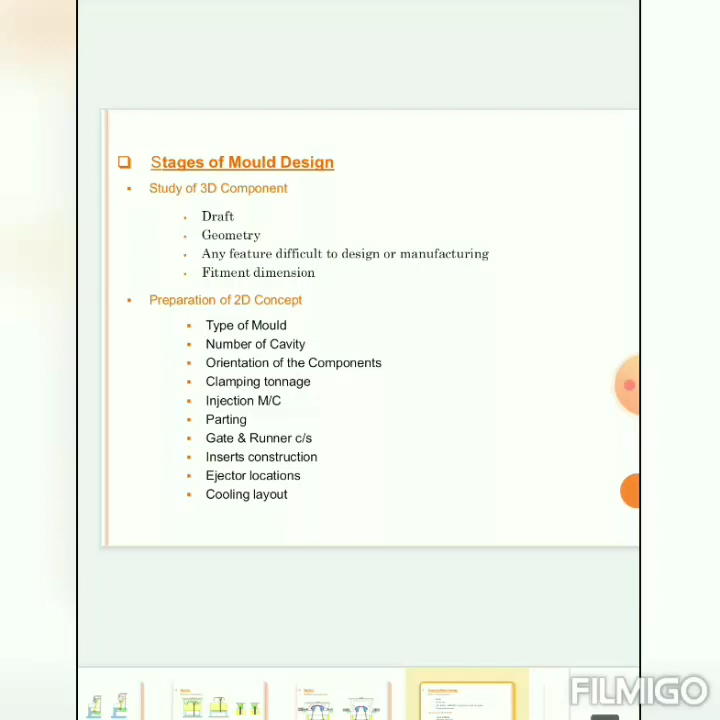 Stages of Mould Design
Study of 3D Component
Draft
Geometry
Any feature difficult to design or manufacturing
Fitment dimension
Preparation of 2D Concept
Type of Mould
Number of Cavity
Orientation of the Components
Clamping tonnage
Injection M/C
Parting
Gate & Runner c/s
Inserts construction
Ejector locations
Cooling layout
FILMIGO